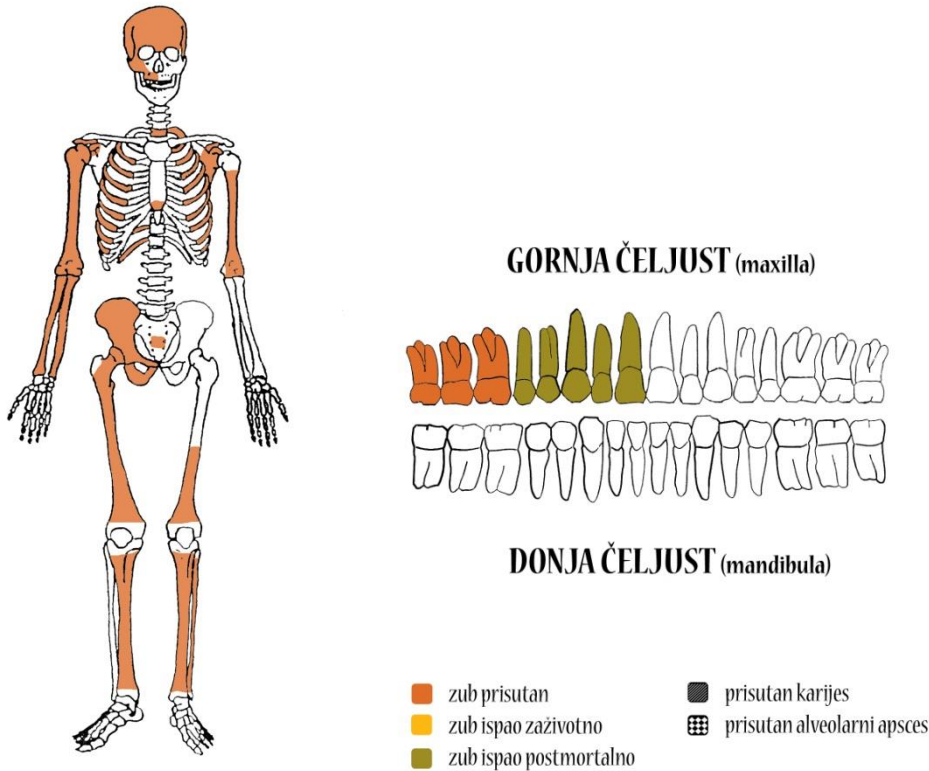 GORNJA ČELJUST (maxilla)
DONJA ČELJUST (mandibula)
zub prisutan
zub ispao zaživotno
zub ispao postmortalno
prisutan karijes
prisutan alveolarni apsces